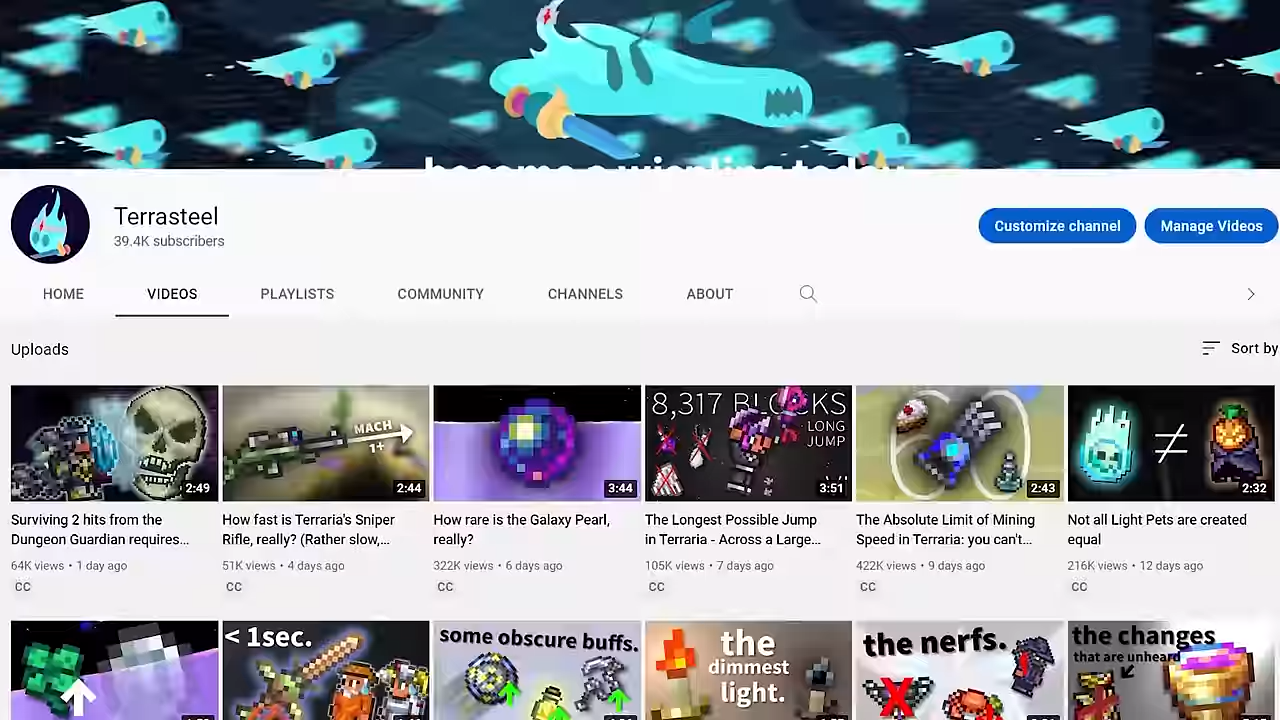 become a wispling today
Terrasteel
39.4K subscribers
Customize channel
Manage Videos
HOME
VIDEOS
PLAYLISTS
COMMUNITY
CHANNELS
ABOUT
Uploads
Sort by
MACH
1+
8,317 BLOCKS
LONG
JUMP
2:49
2:44
3:44
3:51
2:43
2:32
Surviving 2 hits from the
Dungeon Guardian requires...
64K views • 1 day ago
CC
How fast is Terraria's Sniper
Rifle, really? (Rather slow,...
51K views • 4 days ago
CC
How rare is the Galaxy Pearl,
really?
322K views • 6 days ago
CC
The Longest Possible Jump
in Terraria - Across a Large...
105K views • 7 days ago
CC
The Absolute Limit of Mining
Speed in Terraria: you can't...
422K views • 9 days ago
CC
Not all Light Pets are created
equal
216K views • 12 days ago
CC
< 1sec.
some obscure buffs.
the
dimmest
light.
the nerfs.
the changes
that are unheard